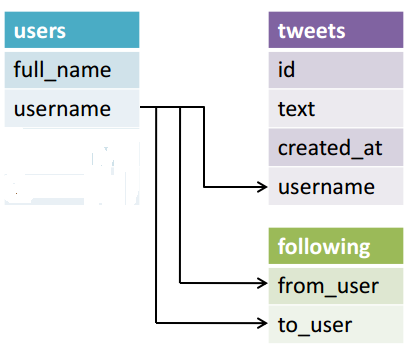 users
full_name
username
tweets
id
text
created_at
username
following
from_user
to_user